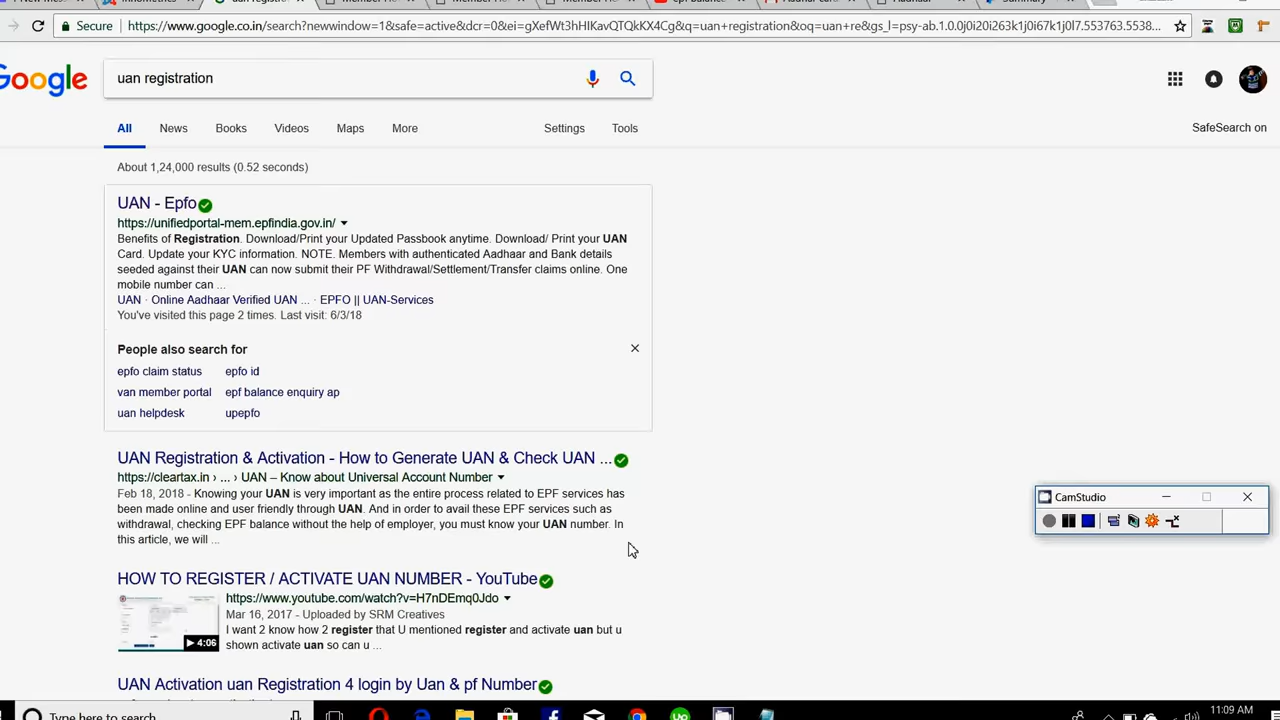 uan registration
Summary
Secure
https://www.google.co.in/search?newwindow=1&safe=active&dcr=0&ei=gXefWt3hHIKavQTQkKX4Cg&q=uan+registration&oq=uan+re&gs_l=psy-ab.1.0.0j0i20i263k1j0i67k1j0l7.553763.5538...
Google
uan registration
All
News
Books
Videos
Maps
More
Settings
Tools
SafeSearch on
About 1,24,000 results (0.52 seconds)
UAN - Epfo
https://unifiedportal-mem.epfindia.gov.in/
Benefits of Registration. Download/Print your Updated Passbook anytime. Download/ Print your UAN
Card. Update your KYC information. NOTE. Members with authenticated Aadhaar and Bank details
seeded against their UAN can now submit their PF Withdrawal/Settlement/Transfer claims online. One
mobile number can ...
UAN · Online Aadhaar Verified UAN ... · EPFO || UAN-Services
You've visited this page 2 times. Last visit: 6/3/18
People also search for
epfo claim status
epfo id
van member portal
epf balance enquiry ap
uan helpdesk
upepfo
UAN Registration & Activation - How to Generate UAN & Check UAN ...
https://cleartax.in › ... › UAN – Know about Universal Account Number
Feb 18, 2018 - Knowing your UAN is very important as the entire process related to EPF services has
been made online and user friendly through UAN. And in order to avail these EPF services such as
withdrawal, checking EPF balance without the help of employer, you must know your UAN number. In
this article, we will ...
CamStudio
HOW TO REGISTER / ACTIVATE UAN NUMBER - YouTube
https://www.youtube.com/watch?v=H7nDEmq0Jdo
Mar 16, 2017 - Uploaded by SRM Creatives
I want 2 know how 2 register that U mentioned register and activate uan but u
shown activate uan so can u ...
4:06
UAN Activation uan Registration 4 login by Uan & pf Number
Type here to search
Up
11:09 AM